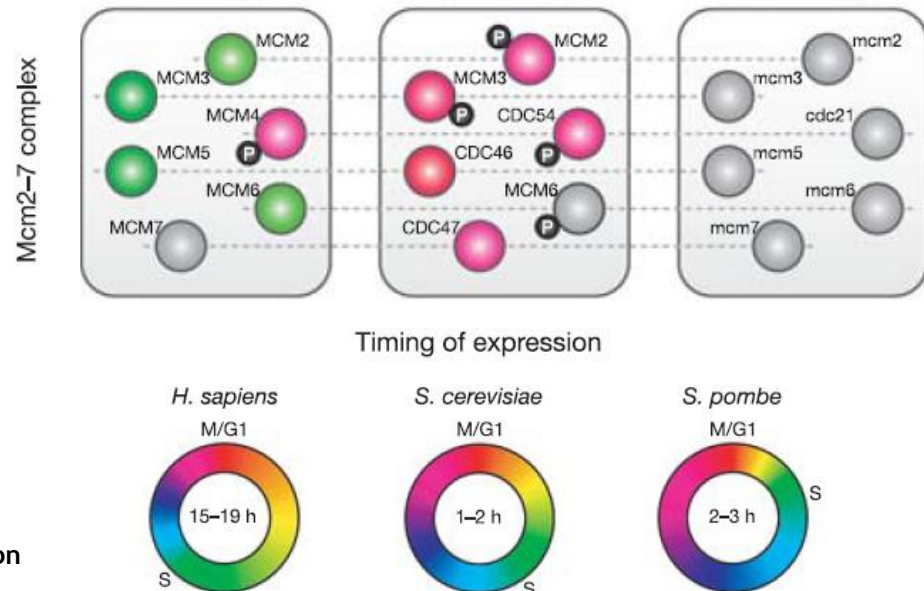 Mcm2–7 complex
MCM2
MCM3
MCM4
P
MCM5
MCM6
MCM7
P
MCM2
MCM3
P
CDC54
P
CDC46
MCM6
P
CDC47
mcm2
mcm3
cdc21
mcm5
mcm6
mcm7
Timing of expression
H. sapiens
S. cerevisiae
S. pombe
M/G1
M/G1
M/G1
15–19 h
1–2 h
2–3 h
S
S
S
on